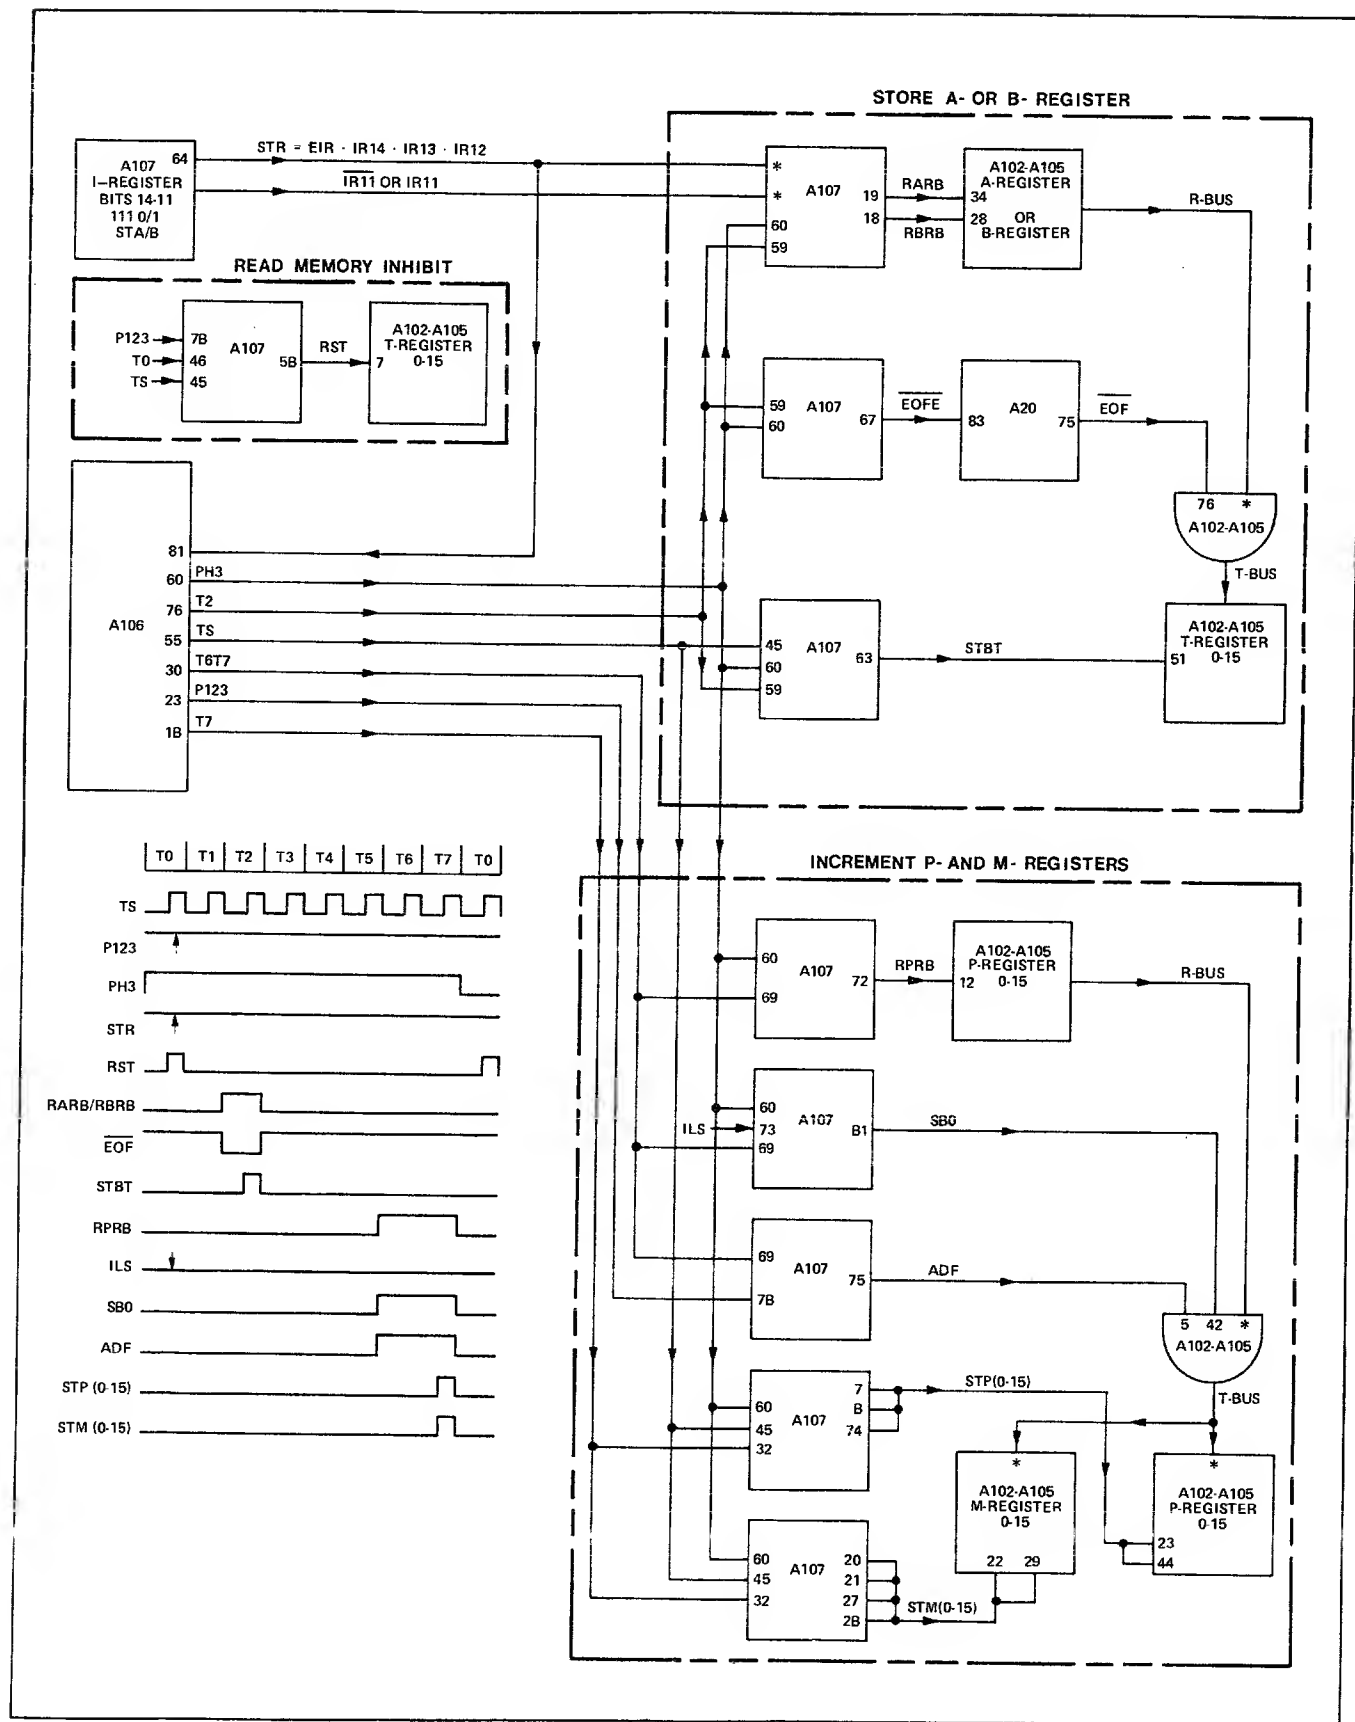 STORE A- OR B- REGISTER
A107
I-REGISTER
BITS 14-11
111 0/1
STA/B
64
STR = EIR · IR14 · IR13 · IR12
IR11 OR IR11
*
*
60
59
A107
19
18
RARB
RBRB
A102-A105
A-REGISTER
34
28
OR
B-REGISTER
R-BUS
READ MEMORY INHIBIT
P123
T0
TS
7B
46
45
A107
5B
RST
7
A102-A105
T-REGISTER
0-15
59
60
A107
67
EOFE
83
A20
75
EOF
76
*
A102-A105
T-BUS
A106
81
60
76
55
30
23
1B
PH3
T2
TS
T6T7
P123
T7
45
60
59
A107
63
STBT
51
A102-A105
T-REGISTER
0-15
T0 T1 T2 T3 T4 T5 T6 T7 T0
TS
P123
PH3
STR
RST
RARB/RBRB
EOF
STBT
RPRB
ILS
SB0
ADF
STP (0-15)
STM (0-15)
INCREMENT P- AND M- REGISTERS
60
69
A107
72
RPRB
12
A102-A105
P-REGISTER
0-15
R-BUS
ILS
60
73
69
A107
B1
SB0
69
7B
A107
75
ADF
5
42
*
A102-A105
T-BUS
60
45
32
A107
7
B
74
STP(0-15)
60
45
32
A107
20
21
27
2B
STM(0-15)
*
A102-A105
M-REGISTER
0-15
22
29
*
A102-A105
P-REGISTER
0-15
23
44